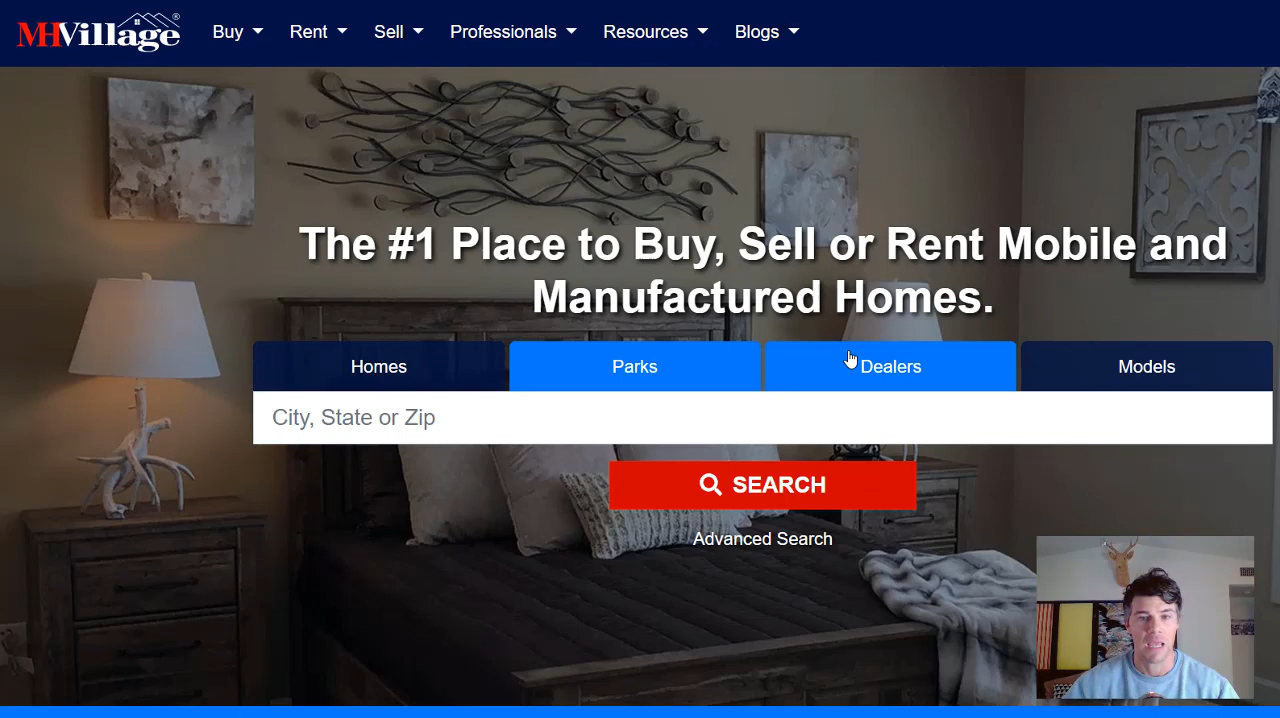 MHVillage®
Buy
Rent
Sell
Professionals
Resources
Blogs
The #1 Place to Buy, Sell or Rent Mobile and
Manufactured Homes.
Homes
Parks
Dealers
Models
City, State or Zip
SEARCH
Advanced Search